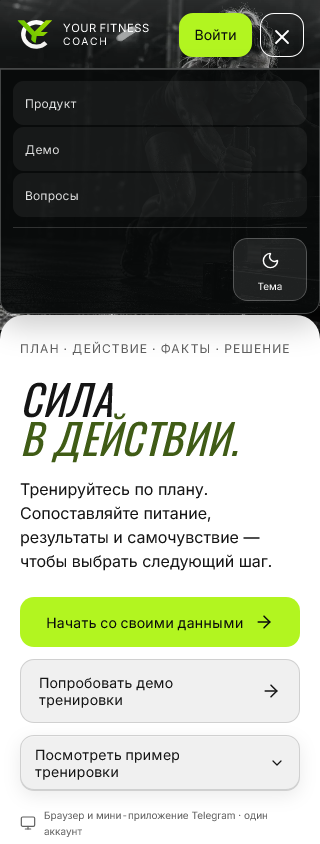 YOUR FITNESS
COACH
Войти
Продукт
Демо
Вопросы
Тема
ПЛАН · ДЕЙСТВИЕ · ФАКТЫ · РЕШЕНИЕ
СИЛА
В ДЕЙСТВИИ.
Тренируйтесь по плану.
Сопоставляйте питание,
результаты и самочувствие —
чтобы выбрать следующий шаг.
Начать со своими данными
Попробовать демо
тренировки
Посмотреть пример
тренировки
Браузер и мини-приложение Telegram · один
аккаунт